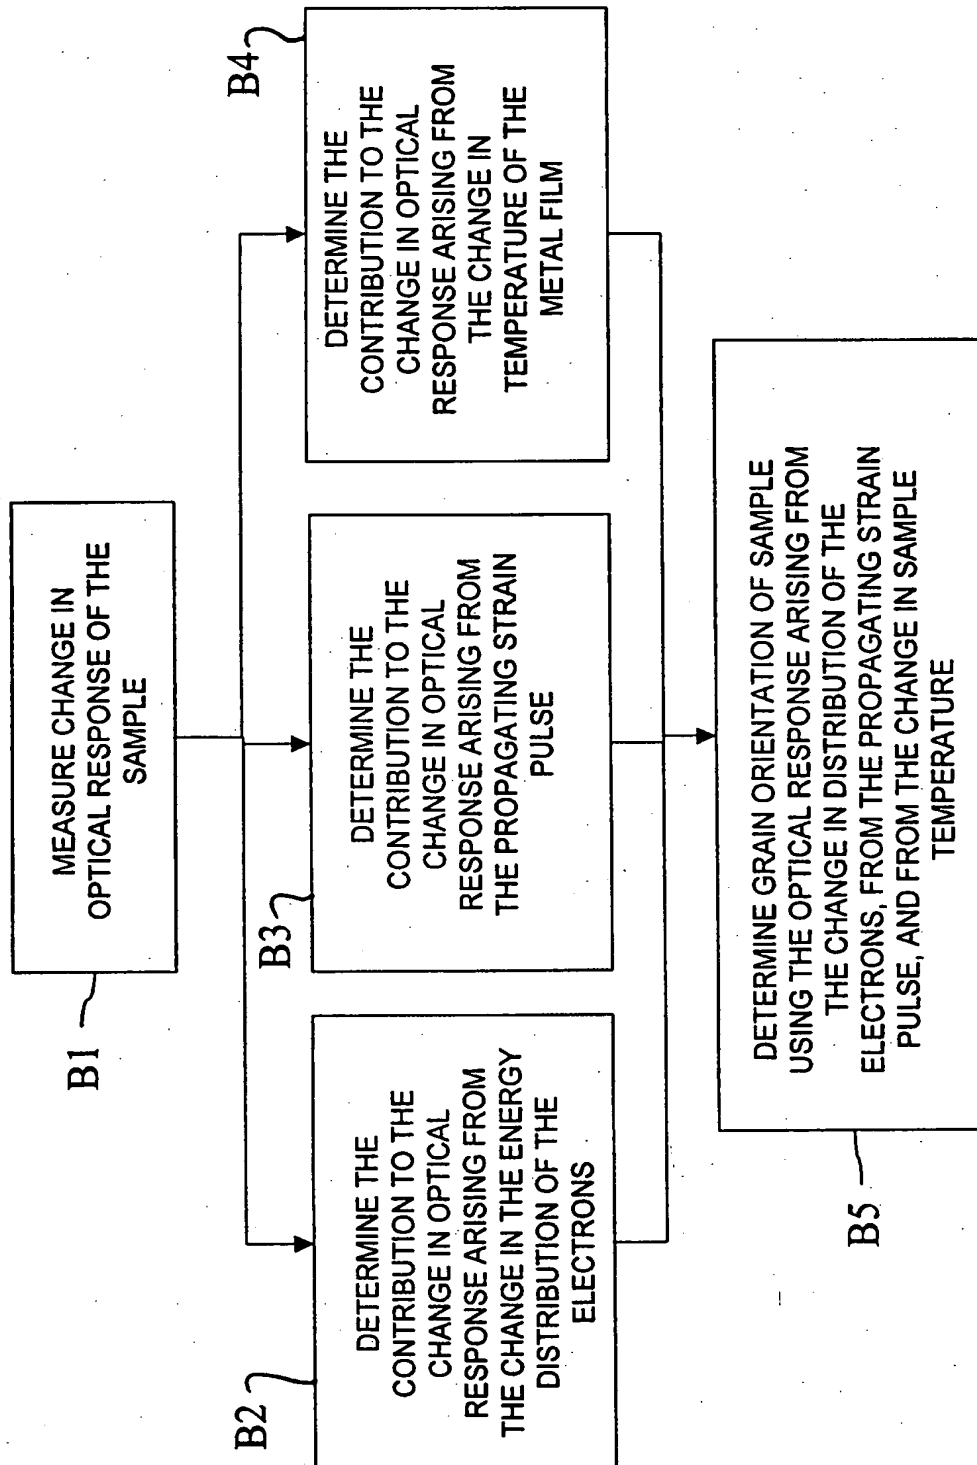 B1
MEASURE CHANGE IN
OPTICAL RESPONSE OF THE
SAMPLE
B2
DETERMINE THE
CONTRIBUTION TO THE
CHANGE IN OPTICAL
RESPONSE ARISING FROM
THE CHANGE IN THE ENERGY
DISTRIBUTION OF THE
ELECTRONS
B3
DETERMINE THE
CONTRIBUTION TO THE
CHANGE IN OPTICAL
RESPONSE ARISING FROM
THE PROPAGATING STRAIN
PULSE
B4
DETERMINE THE
CONTRIBUTION TO THE
CHANGE IN OPTICAL
RESPONSE ARISING FROM
THE CHANGE IN
TEMPERATURE OF THE
METAL FILM
B5
DETERMINE GRAIN ORIENTATION OF SAMPLE
USING THE OPTICAL RESPONSE ARISING FROM
THE CHANGE IN DISTRIBUTION OF THE
ELECTRONS, FROM THE PROPAGATING STRAIN
PULSE, AND FROM THE CHANGE IN SAMPLE
TEMPERATURE